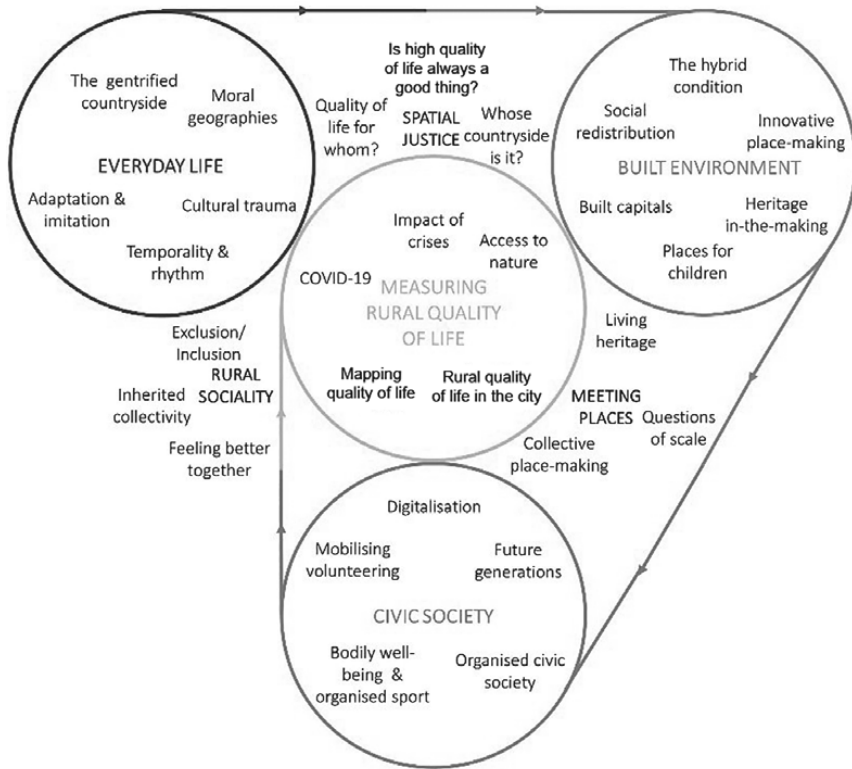 The gentrified
countryside
Moral
geographies
EVERYDAY LIFE
Adaptation &
imitation
Cultural trauma
Temporality &
rhythm
Is high quality
of life always a
good thing?
Quality of
life for
whom?
SPATIAL
JUSTICE
Whose
countryside
is it?
The hybrid
condition
Social
redistribution
Innovative
place-making
BUILT ENVIRONMENT
Built capitals
Heritage
in-the-making
Places for
children
Impact of
crises
Access to
nature
COVID-19
MEASURING
RURAL QUALITY
OF LIFE
Mapping
quality of life
Rural quality
of life in the city
Exclusion/
Inclusion
RURAL
SOCIALITY
Inherited
collectivity
Feeling better
together
Living
heritage
MEETING
PLACES
Questions
of scale
Collective
place-making
Digitalisation
Mobilising
volunteering
Future
generations
CIVIC SOCIETY
Bodily well-
being &
organised sport
Organised civic
society